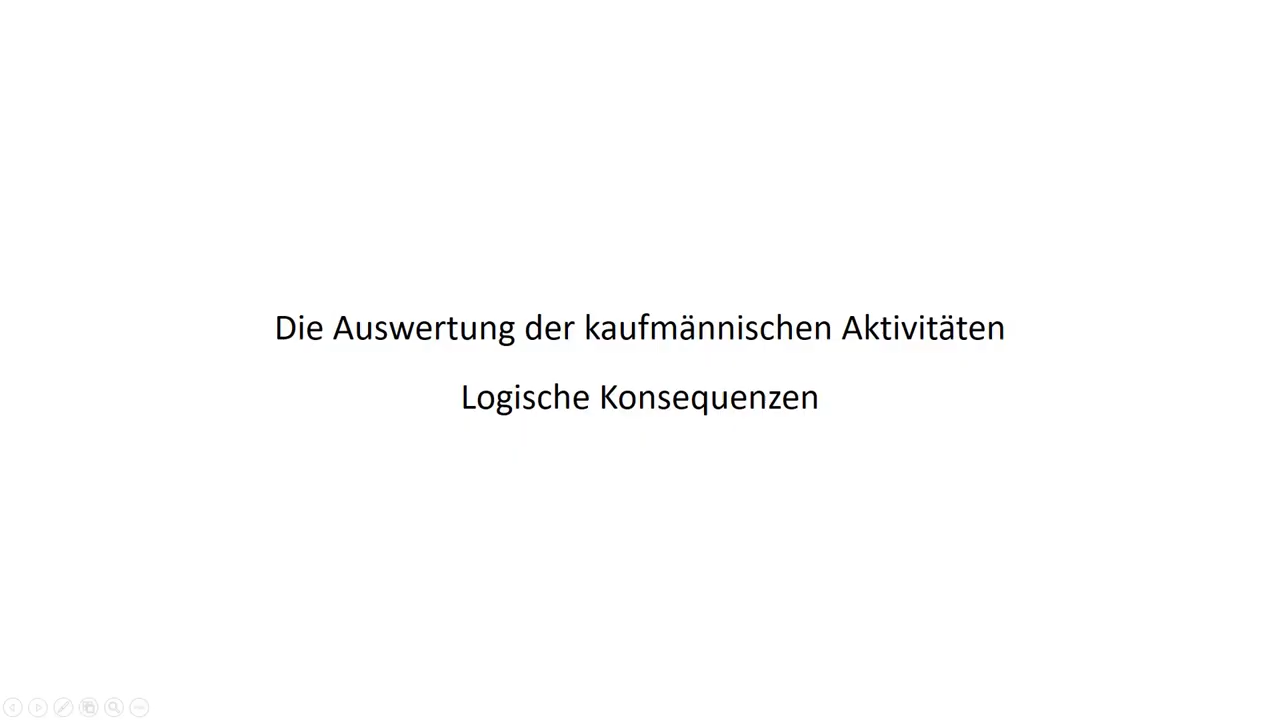 Die Auswertung der kaufmännischen Aktivitäten
Logische Konsequenzen